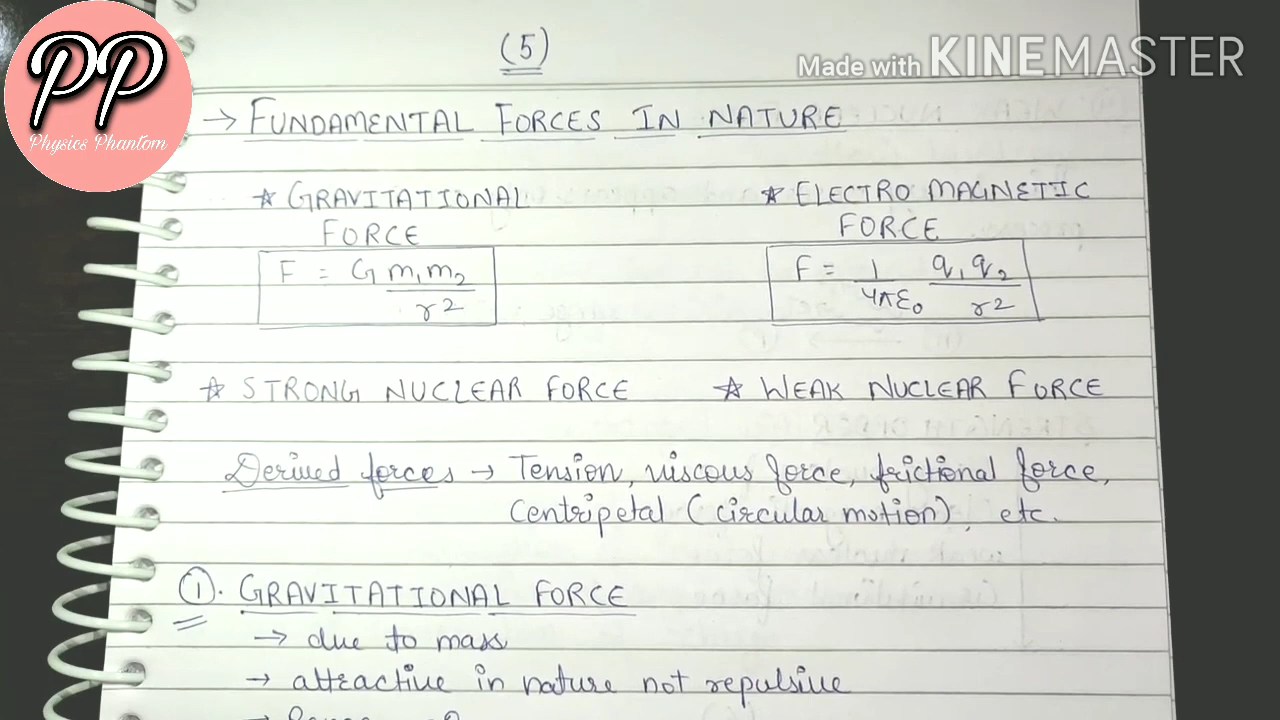 PP
Physics Phantom
Made with KINEMASTER
(5)
→ FUNDAMENTAL FORCES IN NATURE
☆ GRAVITATIONAL FORCE
F = G m₁m₂ / r²
☆ ELECTRO MAGNETIC FORCE
F = 1 / 4πε₀ q₁q₂ / r²
☆ STRONG NUCLEAR FORCE ☆ WEAK NUCLEAR FORCE
Derived forces → Tension, viscous force, frictional force,
Centripetal (circular motion), etc.
①. GRAVITATIONAL FORCE
→ due to mass
→ attractive in nature not repulsive